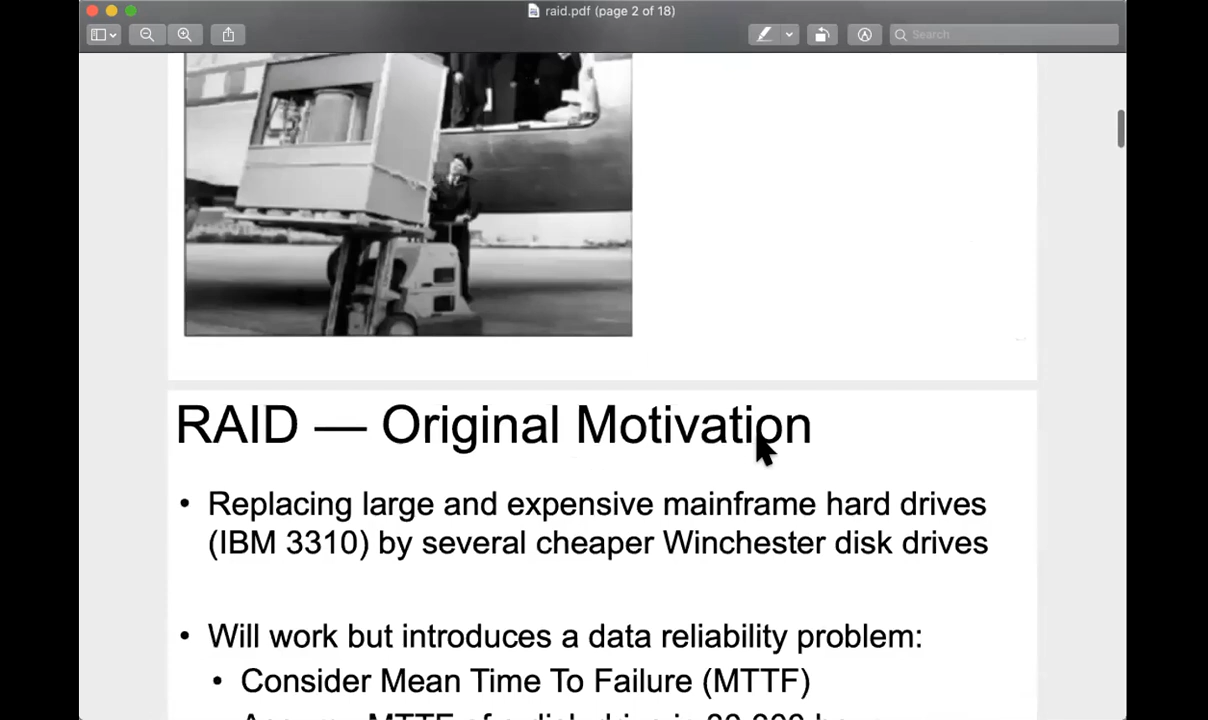 raid.pdf (page 2 of 18)
Search
RAID — Original Motivation
• Replacing large and expensive mainframe hard drives
(IBM 3310) by several cheaper Winchester disk drives
• Will work but introduces a data reliability problem:
• Consider Mean Time To Failure (MTTF)